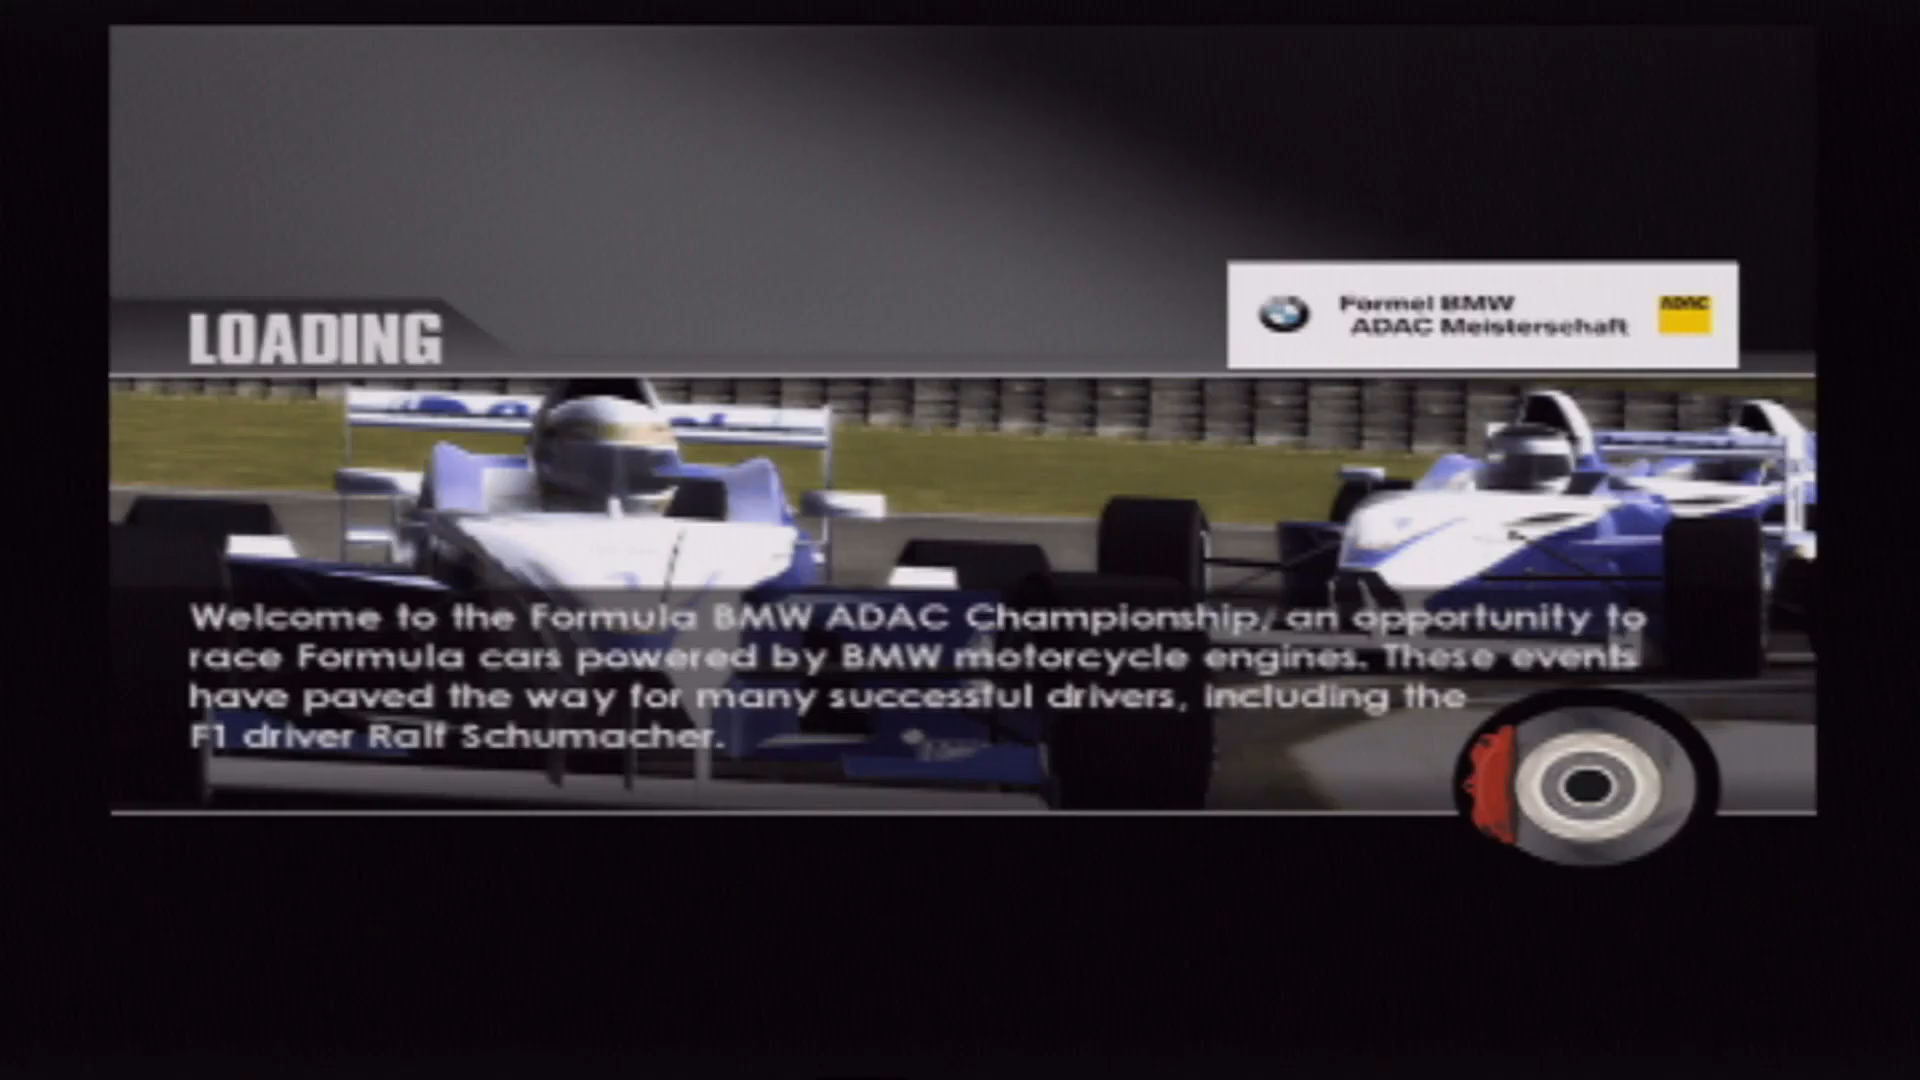 LOADING
Formel BMW
ADAC Meisterschaft
ADAC
Welcome to the Formula BMW ADAC Championship, an opportunity to
race Formula cars powered by BMW motorcycle engines. These events
have paved the way for many successful drivers, including the
F1 driver Ralf Schumacher.